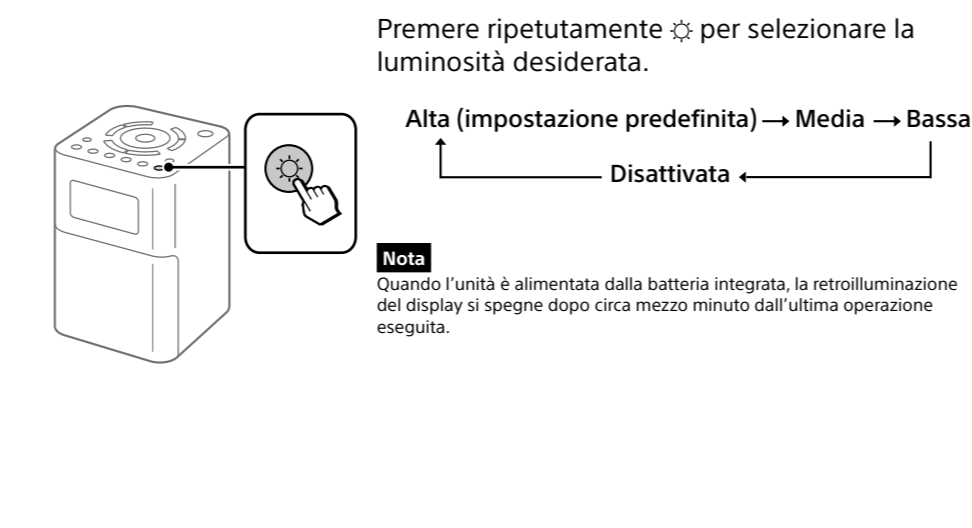 Premere ripetutamente ☼ per selezionare la
luminosità desiderata.
Alta (impostazione predefinita) → Media → Bassa
Disattivata
Nota
Quando l'unità è alimentata dalla batteria integrata, la retroilluminazione
del display si spegne dopo circa mezzo minuto dall'ultima operazione
eseguita.